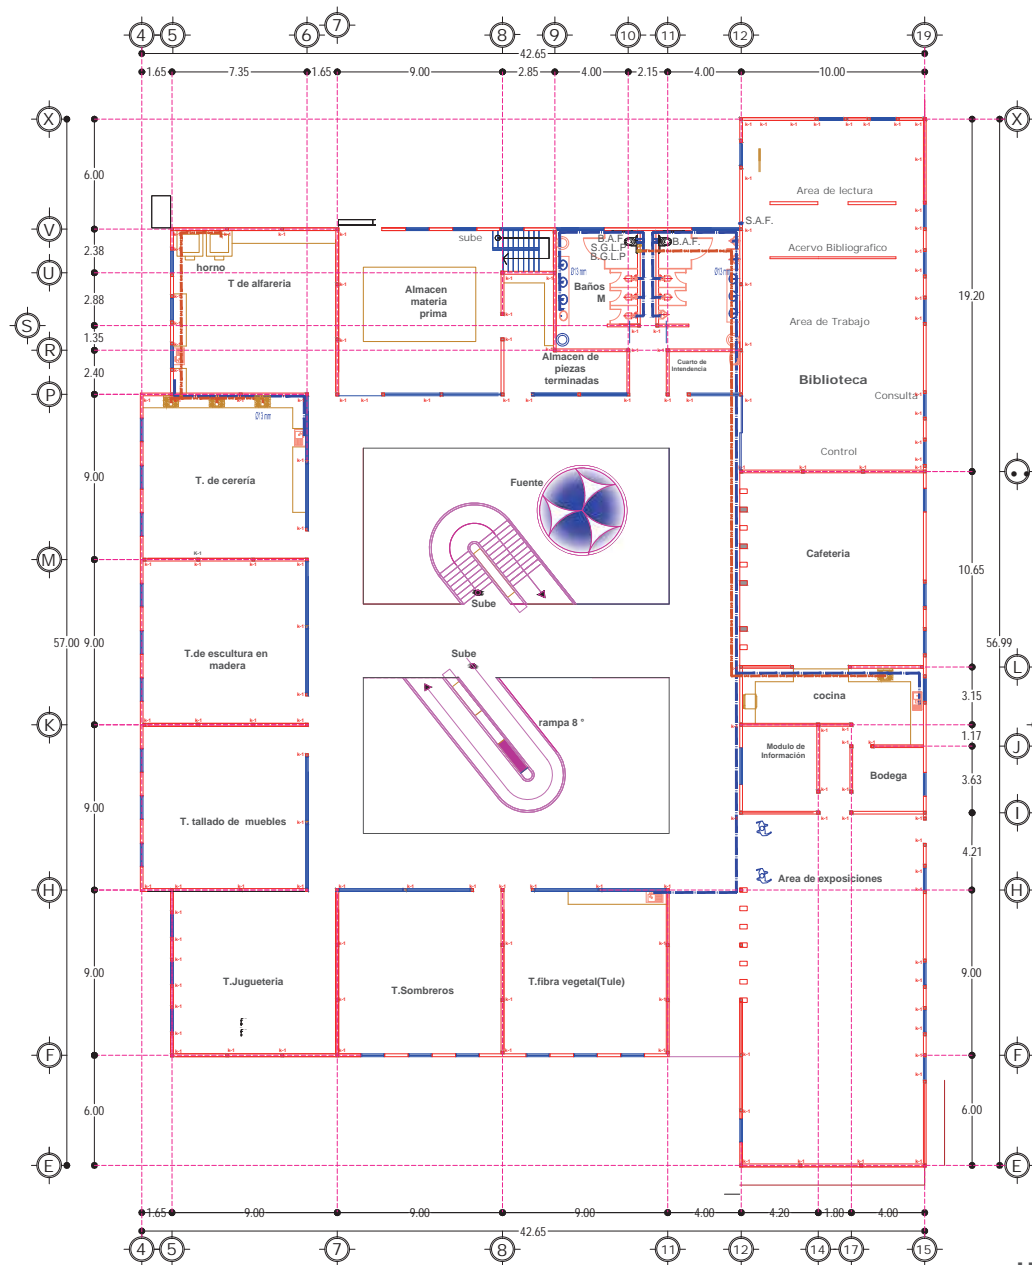 4 5 6 7 8 9 10 11 12 19
42.65
1.65 7.35 1.65 9.00 2.85 4.00 2.15 4.00 10.00
X X
6.00
Area de lectura
S.A.F.
V
sube
B.A.F.
S.G.L.P
B.G.L.P
B.A.F.
2.38
Acervo Bibliografico
horno
U
T de alfareria
Ø13 mm
Ø13 mm
Baños
M
Almacen
materia
prima
2.88
19.20
S
Area de Trabajo
1.35
R
Almacen de
piezas
terminadas
Cuarto de
Intendencia
2.40
Biblioteca
P
Consulta
Ø13 mm
Control
9.00
T. de cerería
Fuente
Cafeteria
M
10.65
Sube
57.00 9.00
56.99
T.de escultura en
madera
Sube
L
cocina
3.15
K
rampa 8 °
1.17
Modulo de
Información
J
Bodega
3.63
9.00
T. tallado de muebles
I
4.21
Area de exposiciones
H H
9.00
T.Jugueteria
T.Sombreros
T.fibra vegetal(Tule)
9.00
F F
6.00 6.00
E E
1.65 9.00 9.00 9.00 4.00 4.20 1.80 4.00
42.65
4 5 7 8 11 12 14 17 15